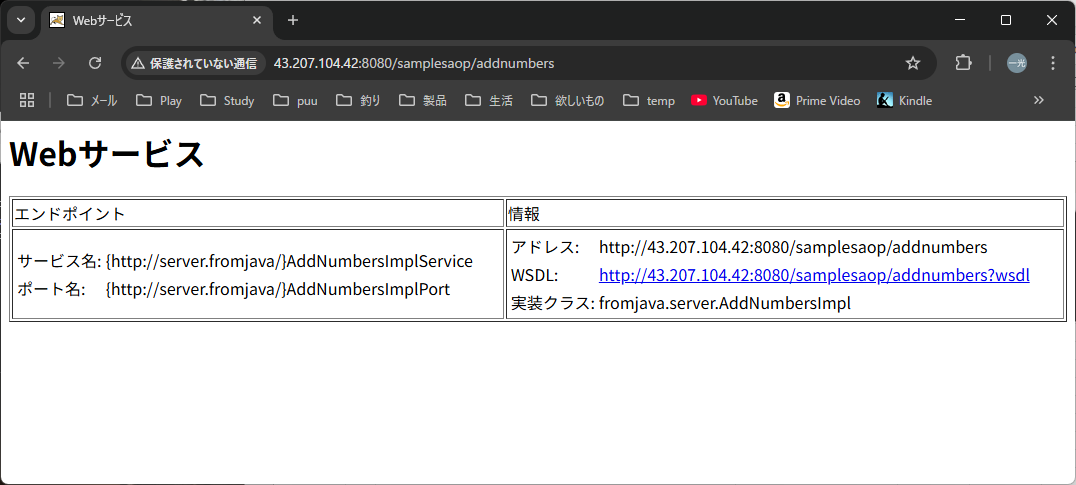 Webサービス
保護されていない通信 43.207.104.42:8080/samplesaop/addnumbers
一光
メール Play Study puu 釣り 製品 生活 欲しいもの temp YouTube Prime Video Kindle
Webサービス
エンドポイント 情報
サービス名: {http://server.fromjava/}AddNumbersImplService
ポート名: {http://server.fromjava/}AddNumbersImplPort
アドレス: http://43.207.104.42:8080/samplesaop/addnumbers
WSDL: http://43.207.104.42:8080/samplesaop/addnumbers?wsdl
実装クラス: fromjava.server.AddNumbersImpl